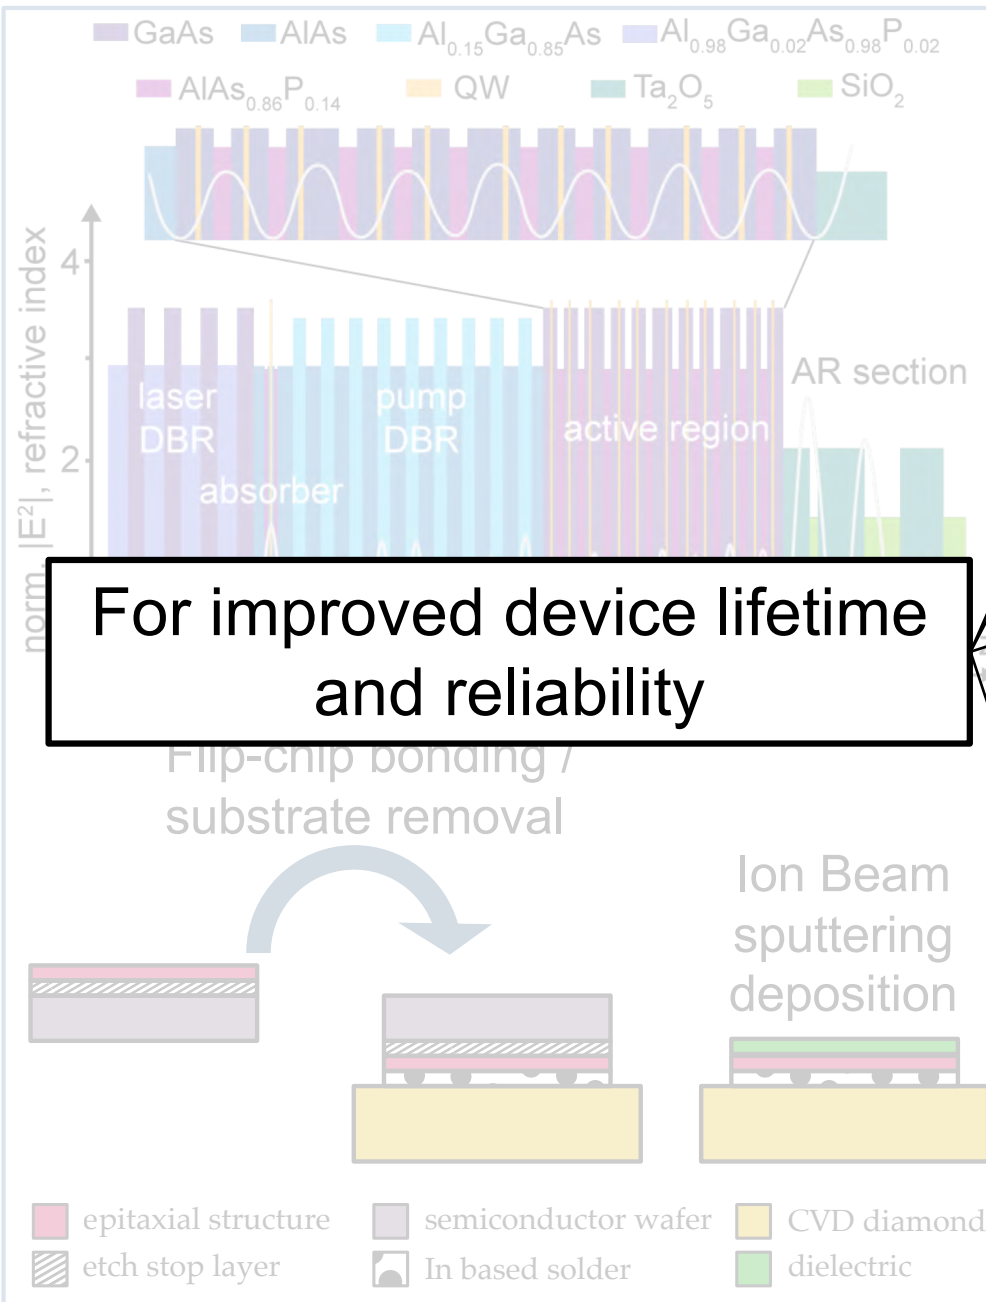 GaAs AlAs Al0.15Ga0.85As Al0.98Ga0.02As0.98P0.02
AlAs0.86P0.14 QW Ta2O5 SiO2
norm. |E²|, refractive index
4
2
laser
DBR
absorber
pump
DBR
active region
AR section
For improved device lifetime
and reliability
Flip-chip bonding /
substrate removal
Ion Beam
sputtering
deposition
epitaxial structure semiconductor wafer CVD diamond
etch stop layer In based solder dielectric